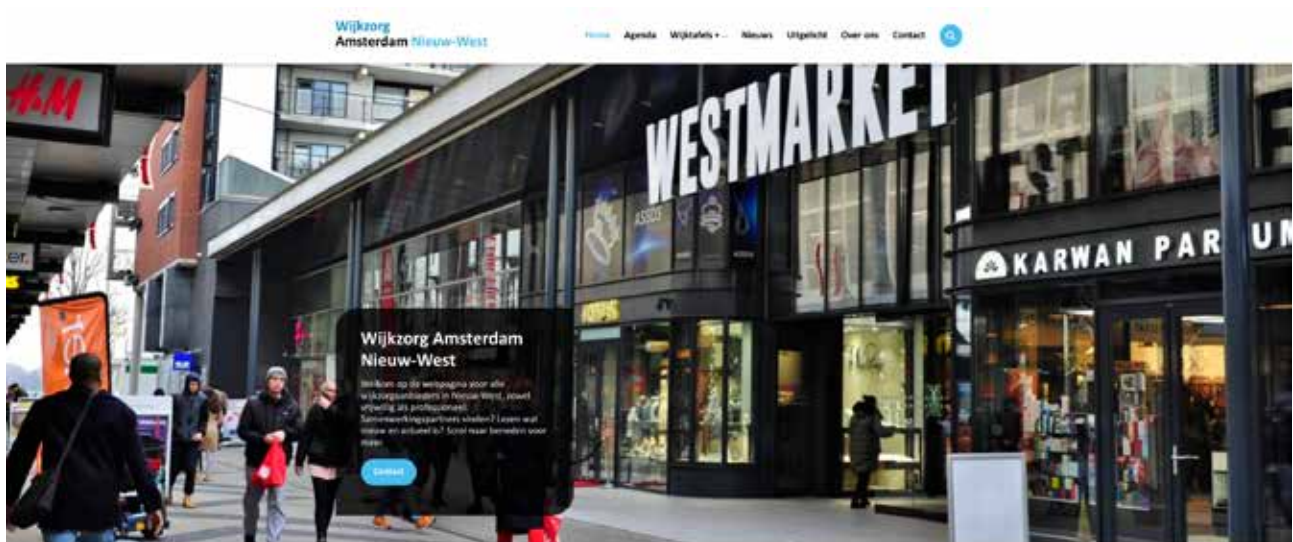 Wijkzorg
Amsterdam Nieuw-West
Home Agenda Wijktafels Nieuws Uitgelicht Over ons Contact
H&M
WESTMARKET
ASSOS
KARWAN PARFUM
Wijkzorg Amsterdam
Nieuw-West
Welkom op de webpagina voor alle
wijkzorgaanbieders in Nieuw-West, zowel
vrijwillig als professioneel.
Samenwerkingspartners vinden? Lezen wat
nieuw en actueel is? Scrol naar beneden voor
meer.
Contact